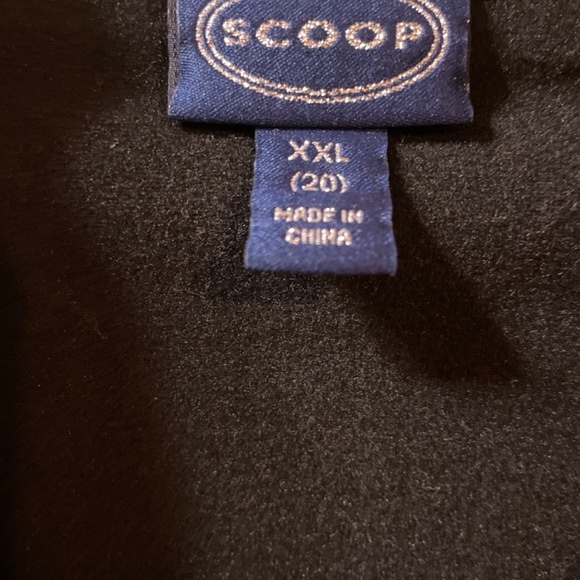 SCOOP
XXL
(20)
MADE IN
CHINA